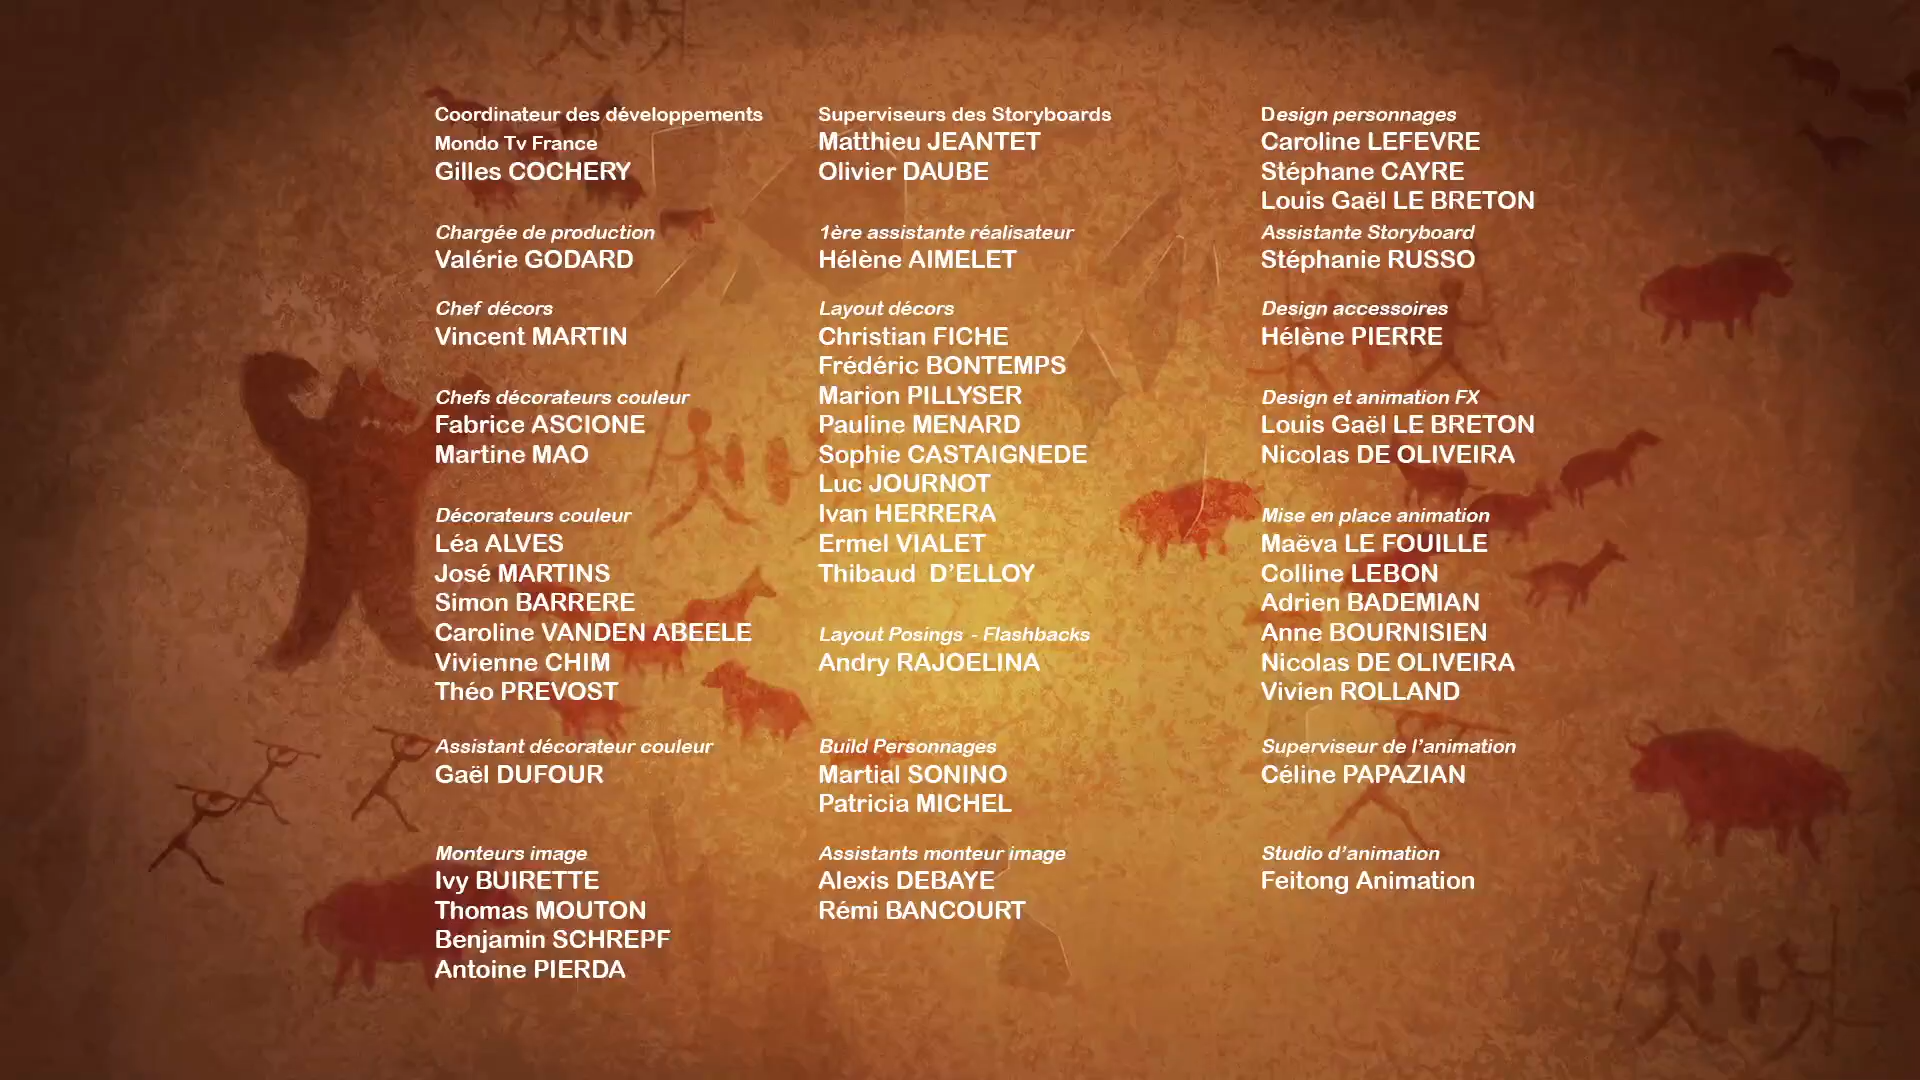 Coordinateur des développements
Mondo Tv France
Gilles COCHERY
Chargée de production
Valérie GODARD
Chef décors
Vincent MARTIN
Chefs décorateurs couleur
Fabrice ASCIONE
Martine MAO
Décorateurs couleur
Léa ALVES
José MARTINS
Simon BARRERE
Caroline VANDEN ABEELE
Vivienne CHIM
Théo PREVOST
Assistant décorateur couleur
Gaël DUFOUR
Monteurs image
Ivy BUIRETTE
Thomas MOUTON
Benjamin SCHREPF
Antoine PIERDA
Superviseurs des Storyboards
Matthieu JEANTET
Olivier DAUBE
1ère assistante réalisateur
Hélène AIMELET
Layout décors
Christian FICHE
Frédéric BONTEMPS
Marion PILLYSER
Pauline MENARD
Sophie CASTAIGNEDE
Luc JOURNOT
Ivan HERRERA
Ermel VIALET
Thibaud D’ELLOY
Layout Posings - Flashbacks
Andry RAJOELINA
Build Personnages
Martial SONINO
Patricia MICHEL
Assistants monteur image
Alexis DEBAYE
Rémi BANCOURT
Design personnages
Caroline LEFEVRE
Stéphane CAYRE
Louis Gaël LE BRETON
Assistante Storyboard
Stéphanie RUSSO
Design accessoires
Hélène PIERRE
Design et animation FX
Louis Gaël LE BRETON
Nicolas DE OLIVEIRA
Mise en place animation
Maëva LE FOUILLE
Colline LEBON
Adrien BADEMIAN
Anne BOURNISIEN
Nicolas DE OLIVEIRA
Vivien ROLLAND
Superviseur de l’animation
Céline PAPAZIAN
Studio d’animation
Feitong Animation